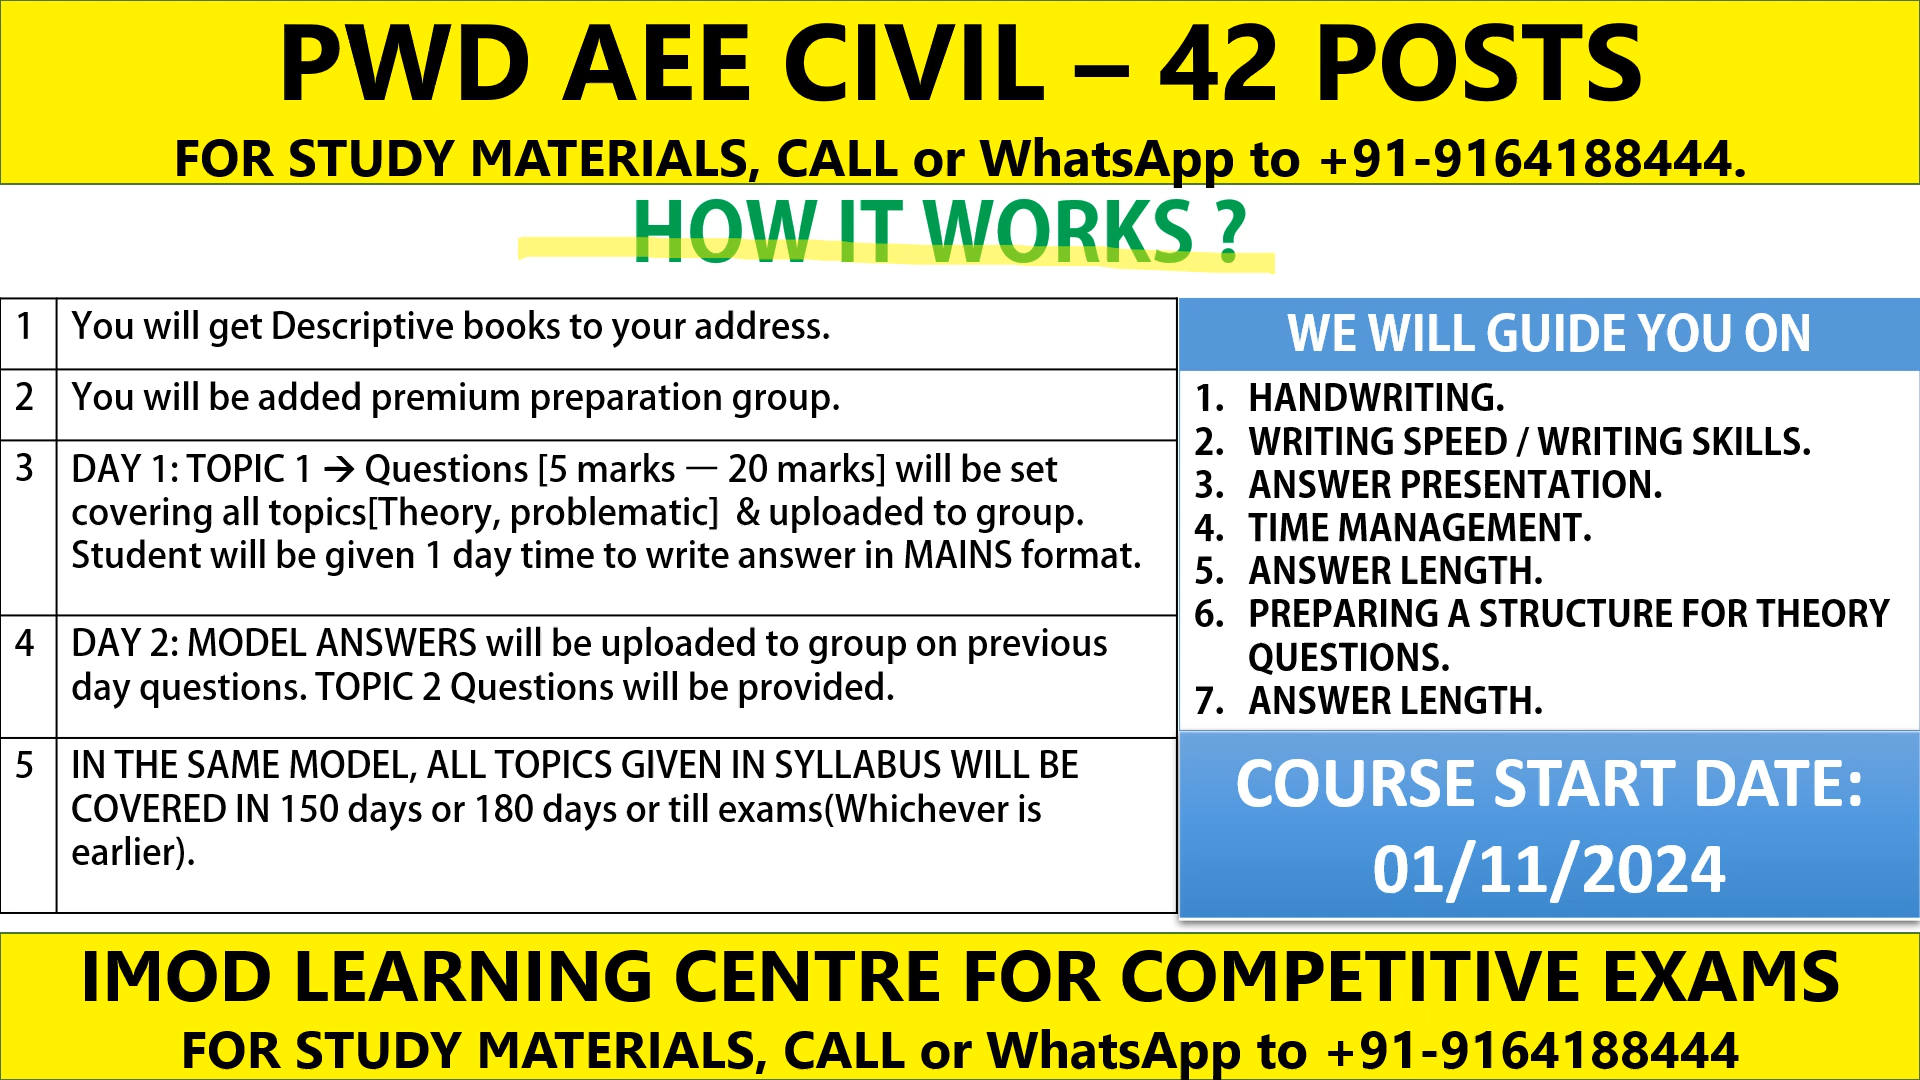 PWD AEE CIVIL – 42 POSTS
FOR STUDY MATERIALS, CALL or WhatsApp to +91-9164188444.
HOW IT WORKS ?
1 You will get Descriptive books to your address.
2 You will be added premium preparation group.
3 DAY 1: TOPIC 1 → Questions [5 marks — 20 marks] will be set
covering all topics[Theory, problematic] & uploaded to group.
Student will be given 1 day time to write answer in MAINS format.
4 DAY 2: MODEL ANSWERS will be uploaded to group on previous
day questions. TOPIC 2 Questions will be provided.
5 IN THE SAME MODEL, ALL TOPICS GIVEN IN SYLLABUS WILL BE
COVERED IN 150 days or 180 days or till exams(Whichever is
earlier).
WE WILL GUIDE YOU ON
1. HANDWRITING.
2. WRITING SPEED / WRITING SKILLS.
3. ANSWER PRESENTATION.
4. TIME MANAGEMENT.
5. ANSWER LENGTH.
6. PREPARING A STRUCTURE FOR THEORY
QUESTIONS.
7. ANSWER LENGTH.
COURSE START DATE:
01/11/2024
IMOD LEARNING CENTRE FOR COMPETITIVE EXAMS
FOR STUDY MATERIALS, CALL or WhatsApp to +91-9164188444